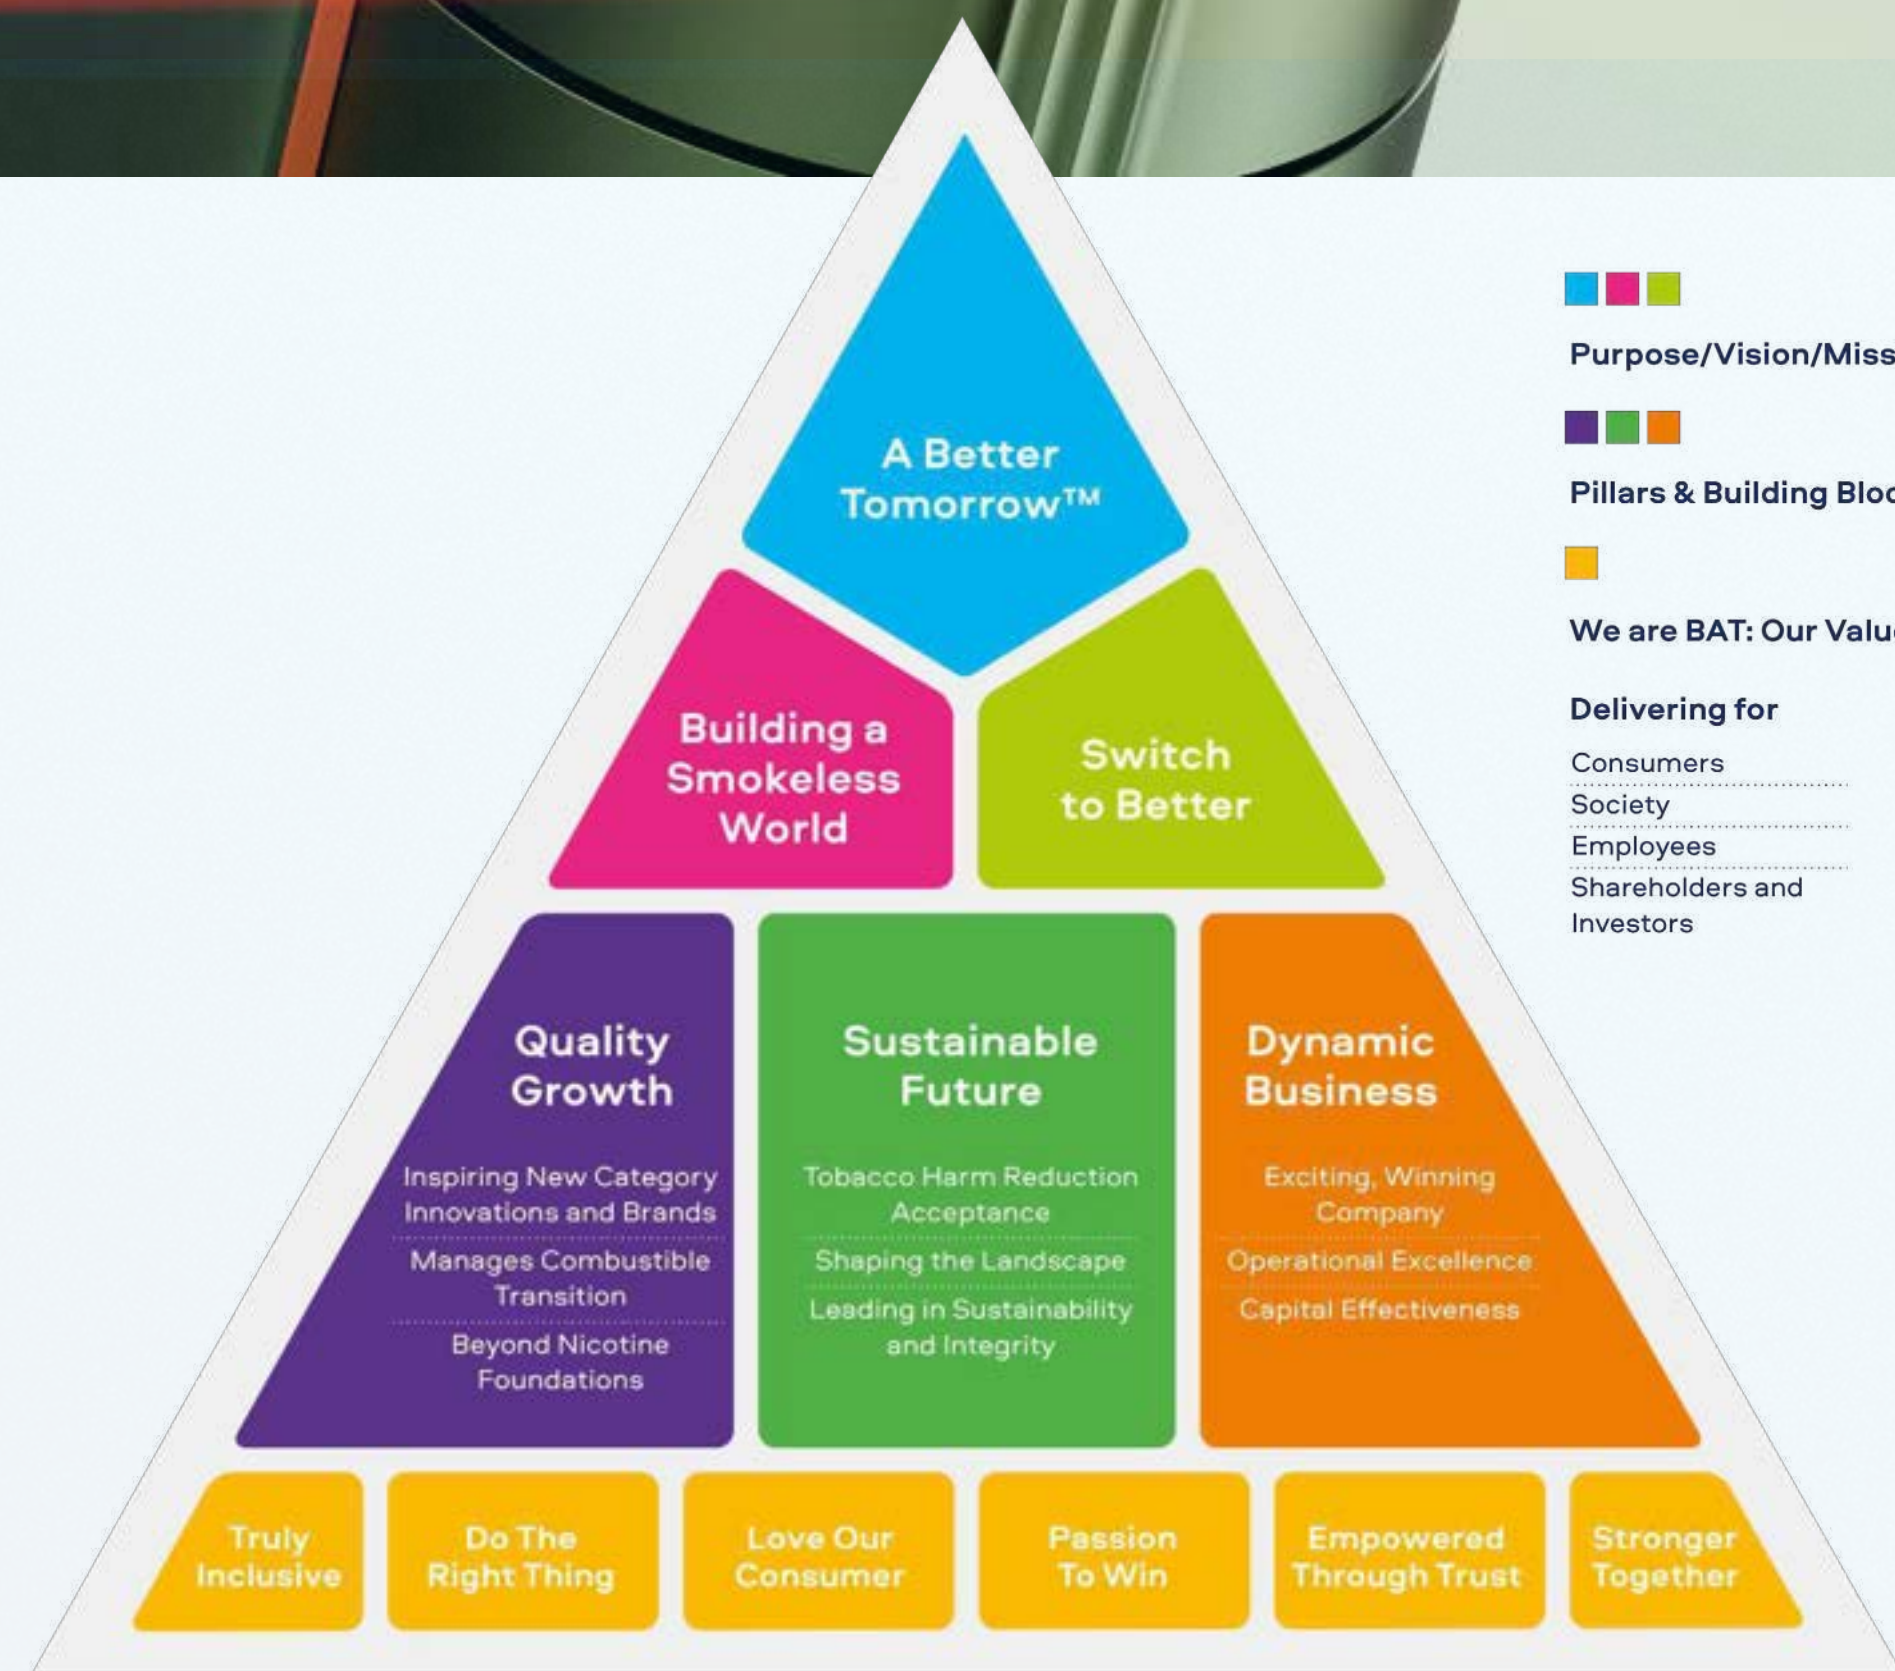 A Better
Tomorrow™
Building a
Smokeless
World
Switch
to Better
Quality
Growth
Inspiring New Category
Innovations and Brands
Manages Combustible
Transition
Beyond Nicotine
Foundations
Sustainable
Future
Tobacco Harm Reduction
Acceptance
Shaping the Landscape
Leading in Sustainability
and Integrity
Dynamic
Business
Exciting, Winning
Company
Operational Excellence
Capital Effectiveness
Truly
Inclusive
Do The
Right Thing
Love Our
Consumer
Passion
To Win
Empowered
Through Trust
Stronger
Together
Purpose/Vision/Miss
Pillars & Building Bloc
We are BAT: Our Valu
Delivering for
Consumers
Society
Employees
Shareholders and
Investors